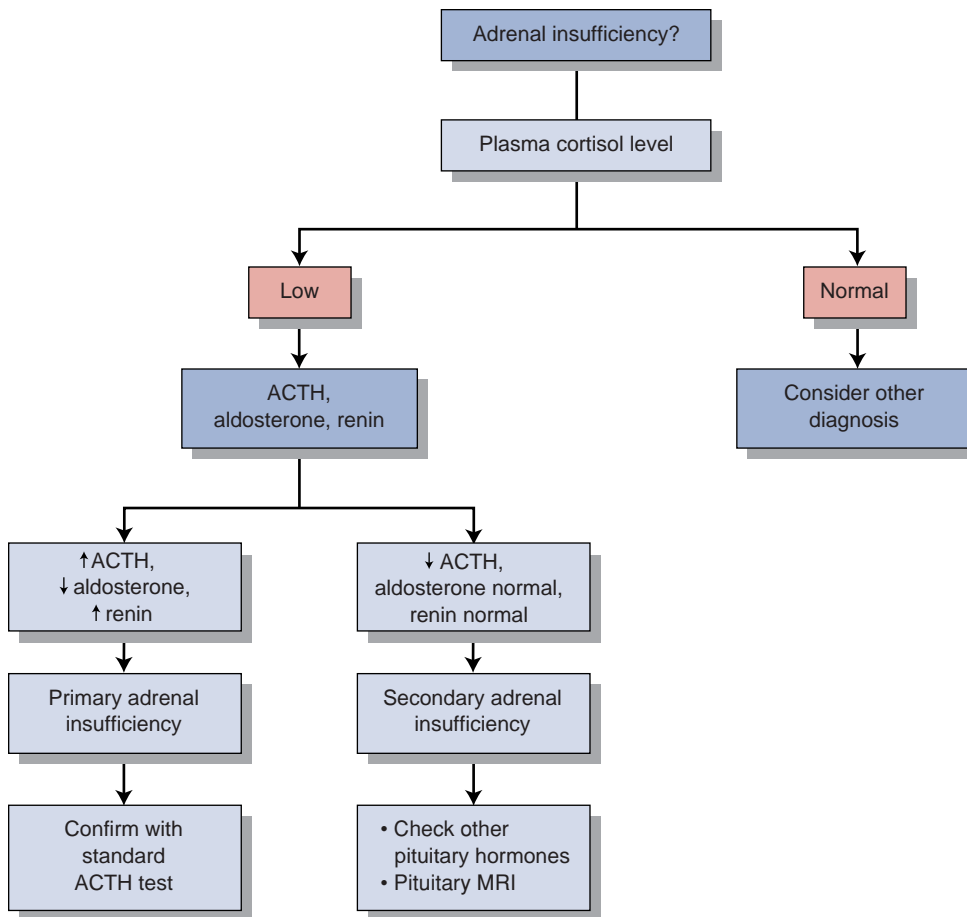 Adrenal insufficiency?
Plasma cortisol level
Low
Normal
ACTH,
aldosterone, renin
Consider other
diagnosis
↑ACTH,
↓ aldosterone,
↑ renin
↓ ACTH,
aldosterone normal,
renin normal
Primary adrenal
insufficiency
Secondary adrenal
insufficiency
Confirm with
standard
ACTH test
• Check other
pituitary hormones
• Pituitary MRI